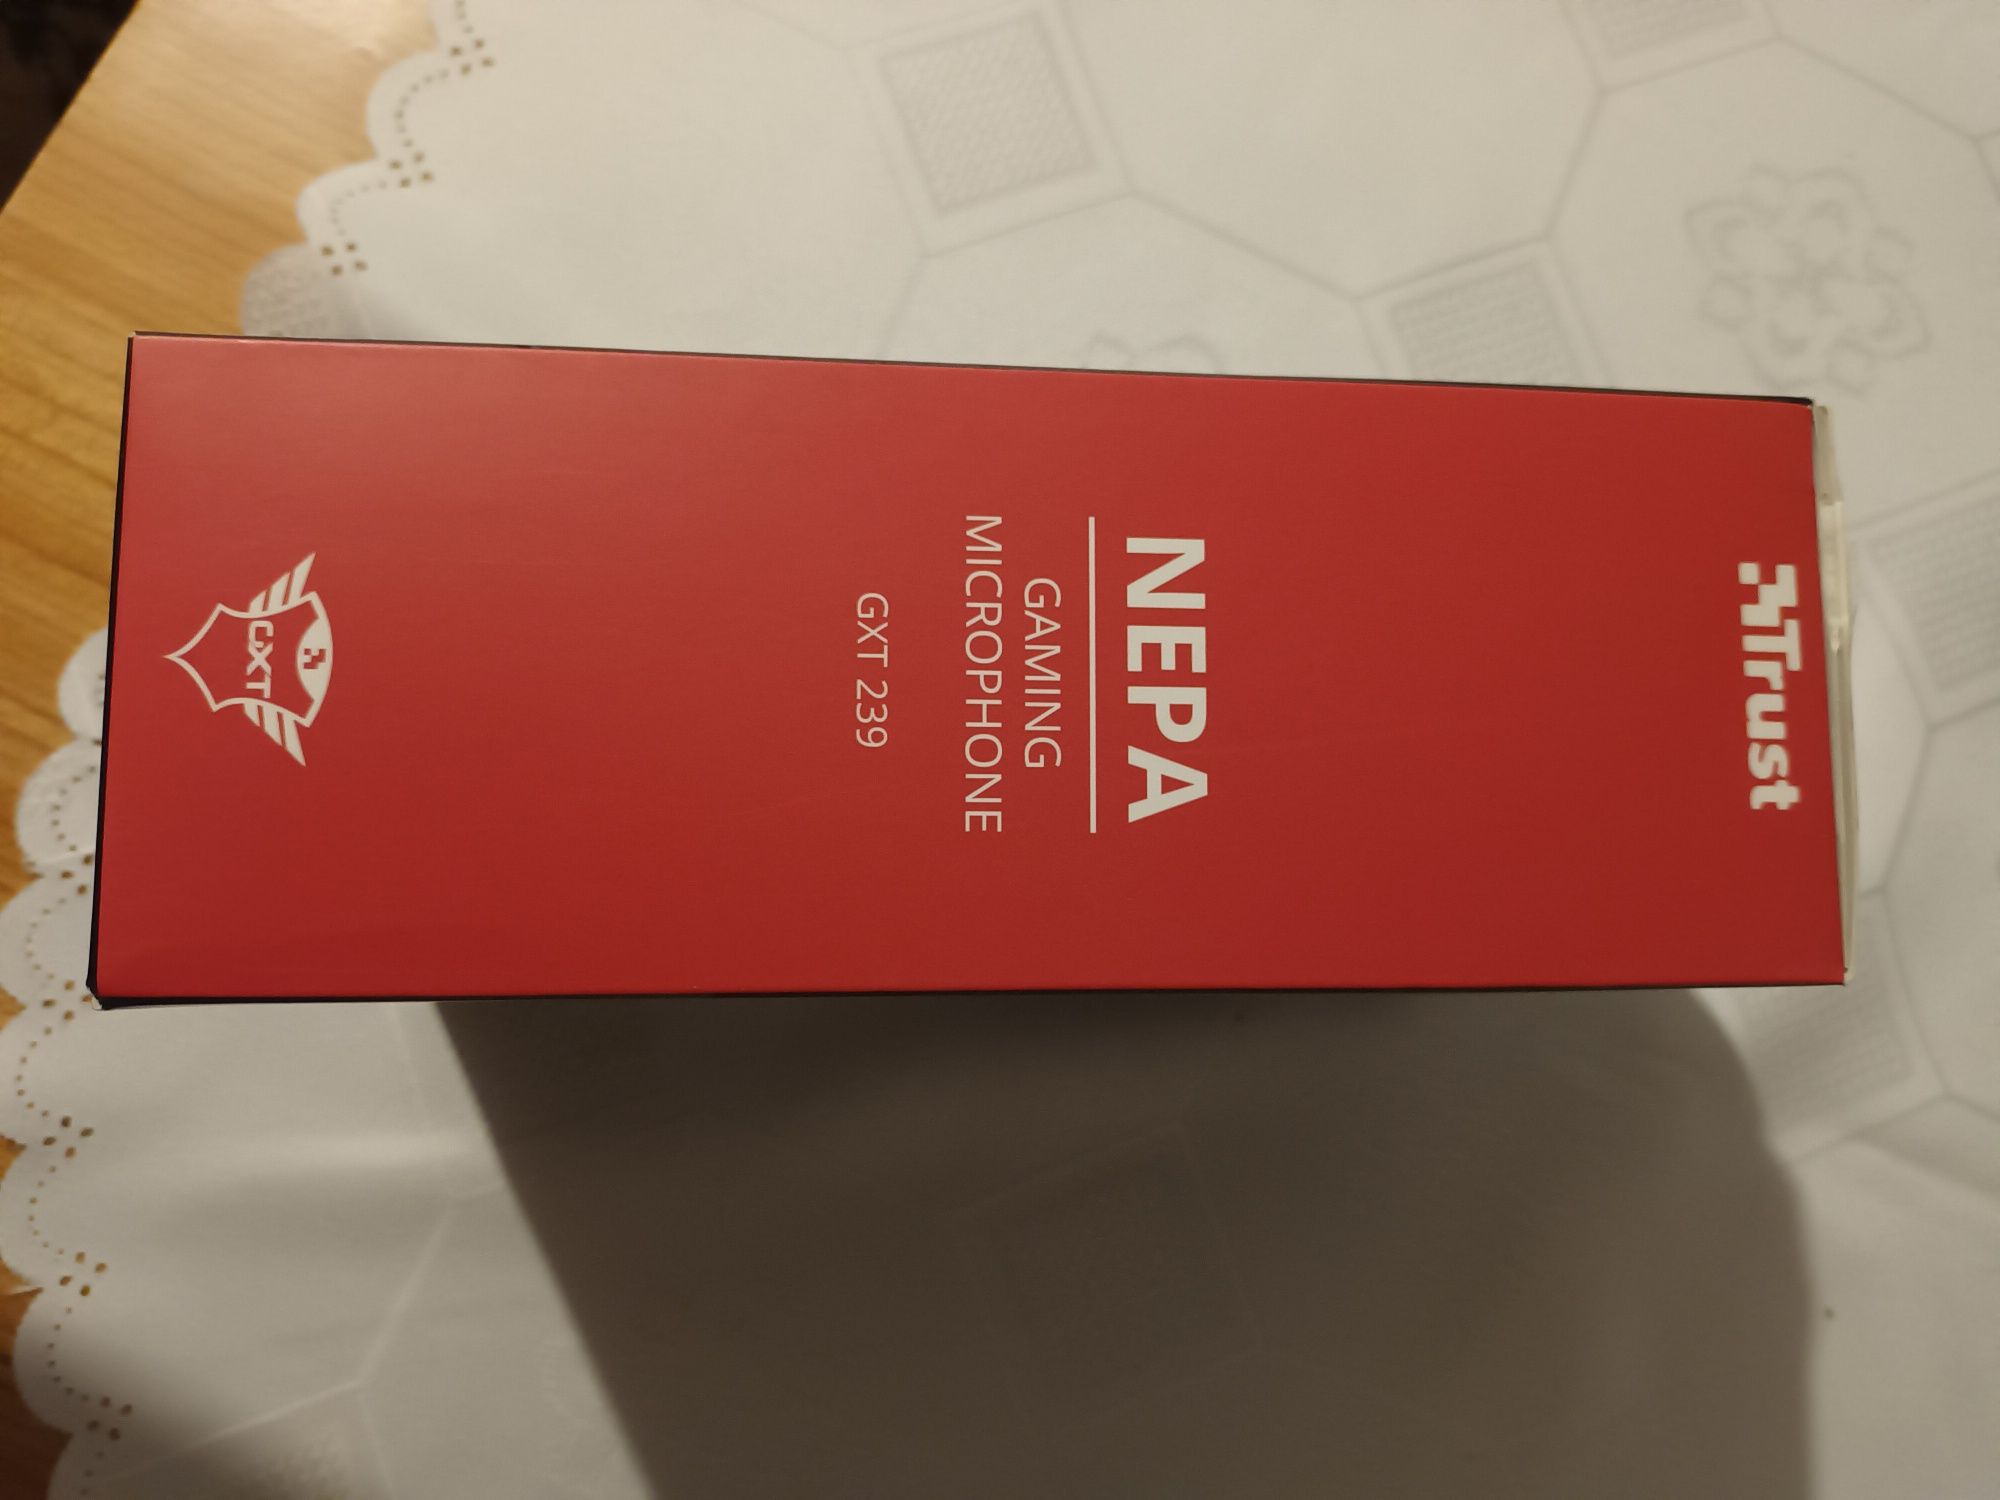 Trust
NEPA
GAMING
MICROPHONE
GXT 239
GXT